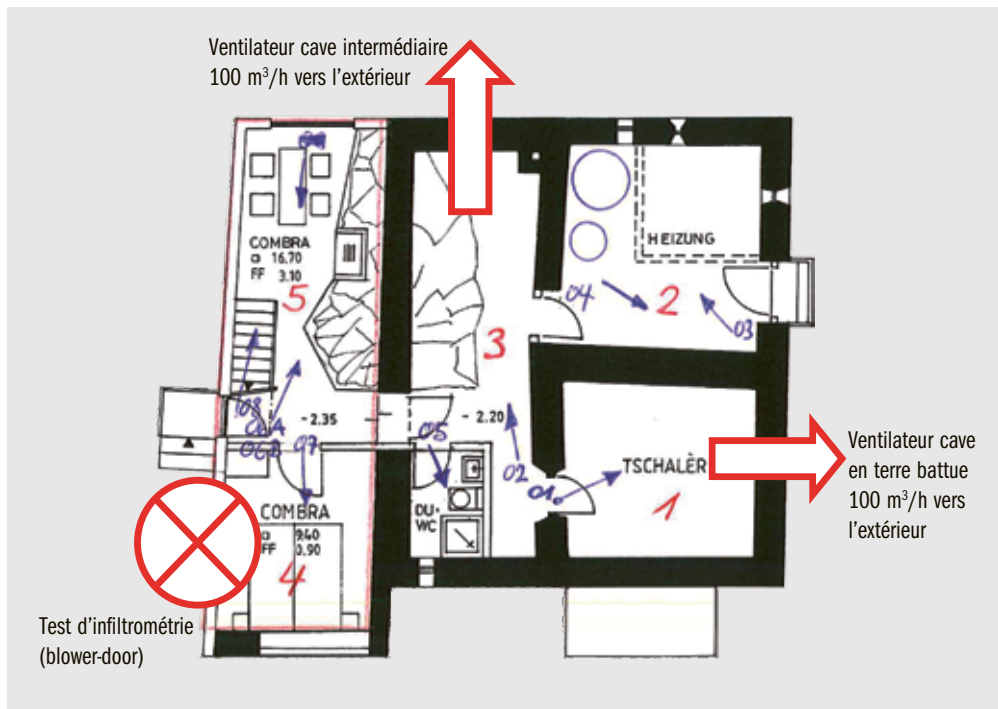 Ventilateur cave intermédiaire
100 m³/h vers l'extérieur
COMBRA
a 16.70
FF 3.10
5
HEIZUNG
04
2
03
3
08
06A
06B
07
- 2.35
05
- 2.20
02
01
TSCHALÈR
1
Ventilateur cave
en terre battue
100 m³/h vers
l'extérieur
COMBRA
a 9.40
FF 0.90
4
DU+
WC
Test d'infiltrométrie
(blower-door)